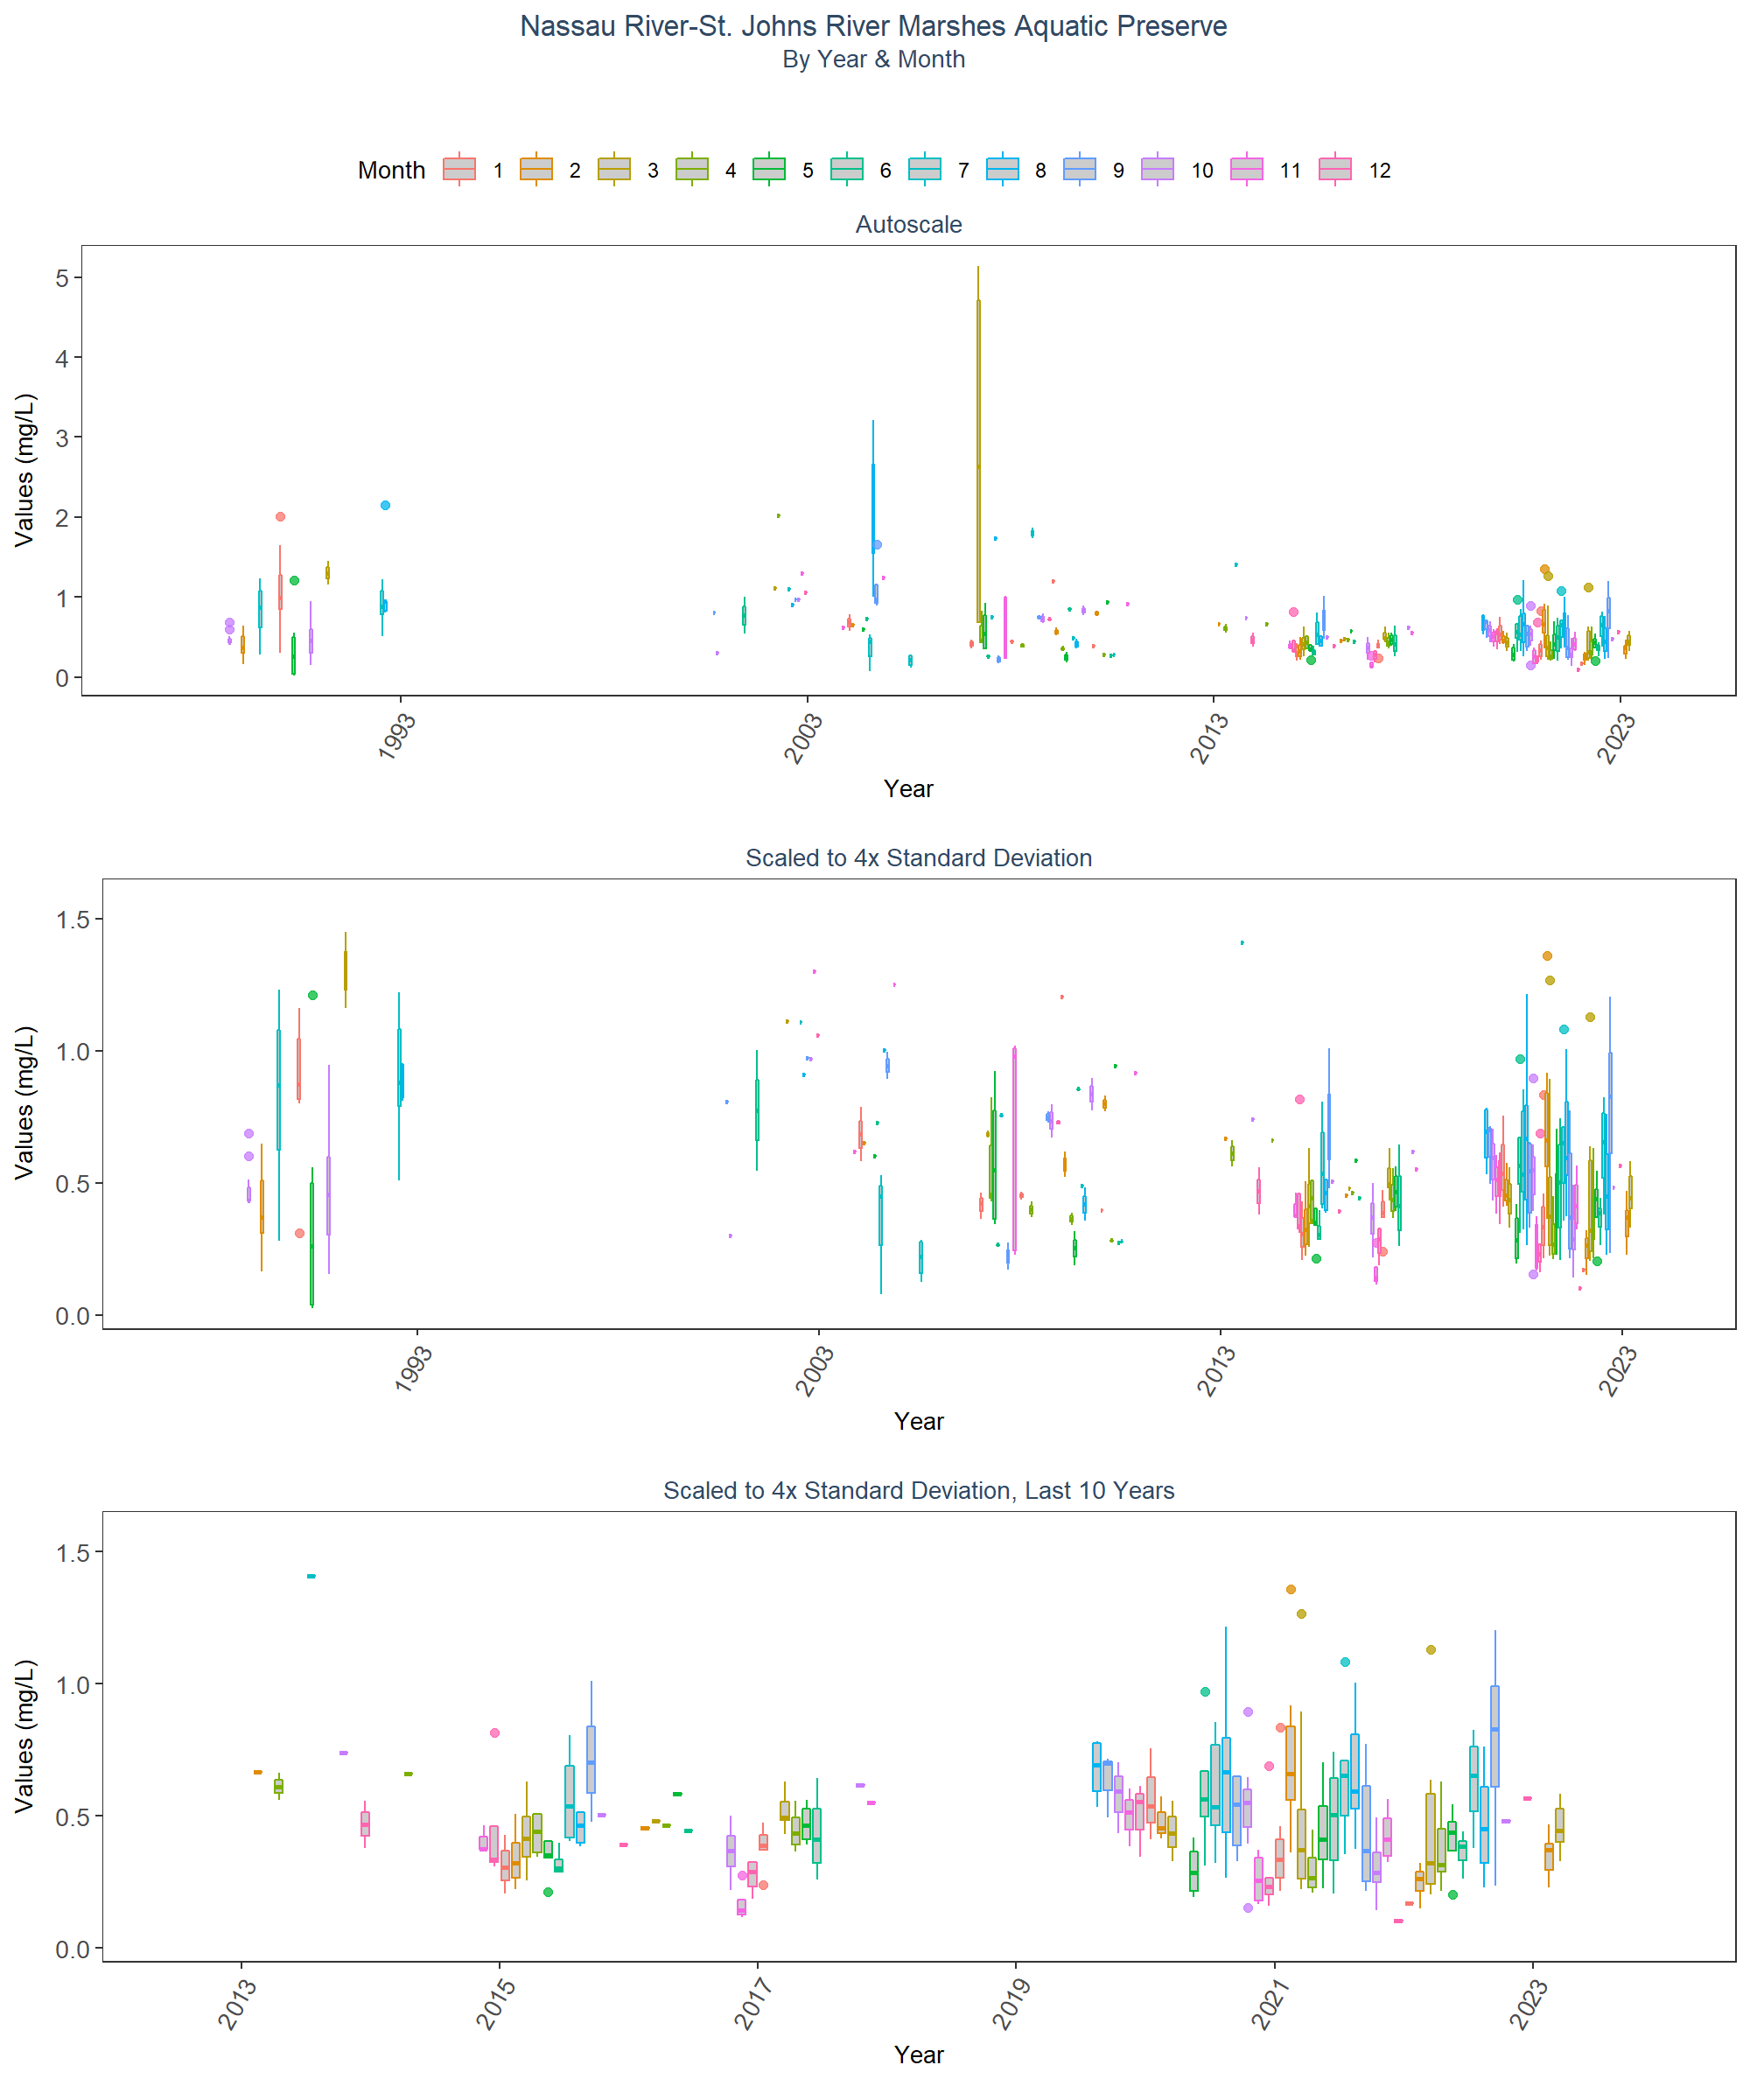 Nassau River-St. Johns River Marshes Aquatic Preserve
By Year & Month
Month 1 2 3 4 5 6 7 8 9 10 11 12
Autoscale
Values (mg/L)
5
4
3
2
1
0
1993 2003 2013 2023
Year
Scaled to 4x Standard Deviation
Values (mg/L)
1.5
1.0
0.5
0.0
1993 2003 2013 2023
Year
Scaled to 4x Standard Deviation, Last 10 Years
Values (mg/L)
1.5
1.0
0.5
0.0
2013 2015 2017 2019 2021 2023
Year